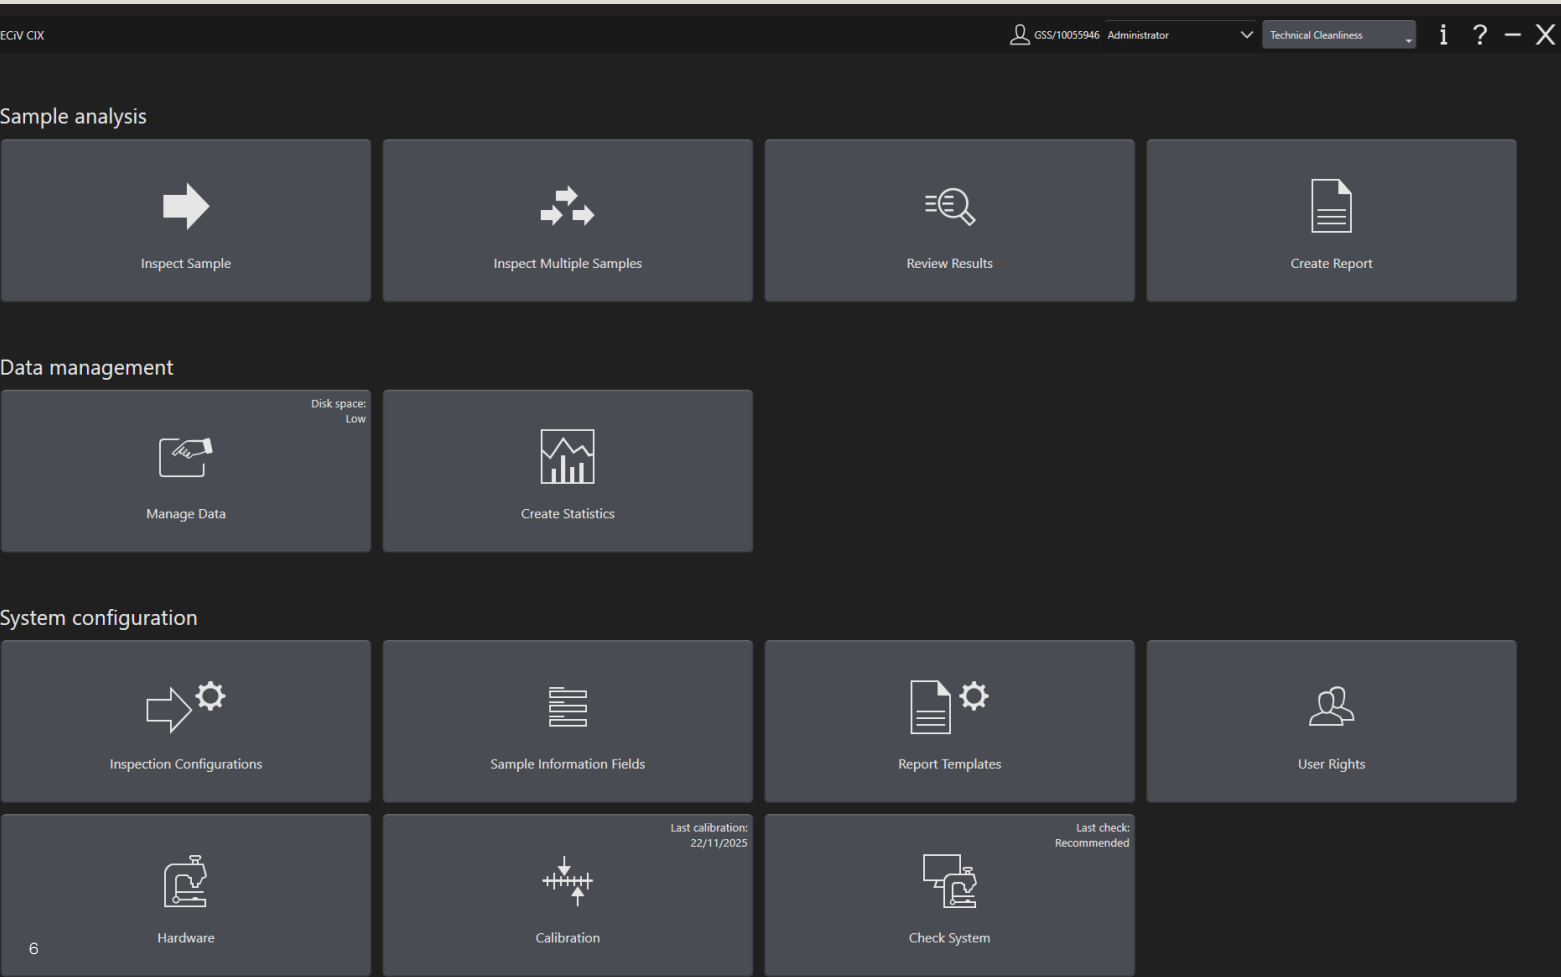 ECiV CIX
GSS/10055946 Administrator
Technical Cleanliness
i ? – X
Sample analysis
Inspect Sample
Inspect Multiple Samples
Review Results
Create Report
Data management
Disk space:
Low
Manage Data
Create Statistics
System configuration
Inspection Configurations
Sample Information Fields
Report Templates
User Rights
Hardware
Last calibration:
22/11/2025
Calibration
Last check:
Recommended
Check System
6